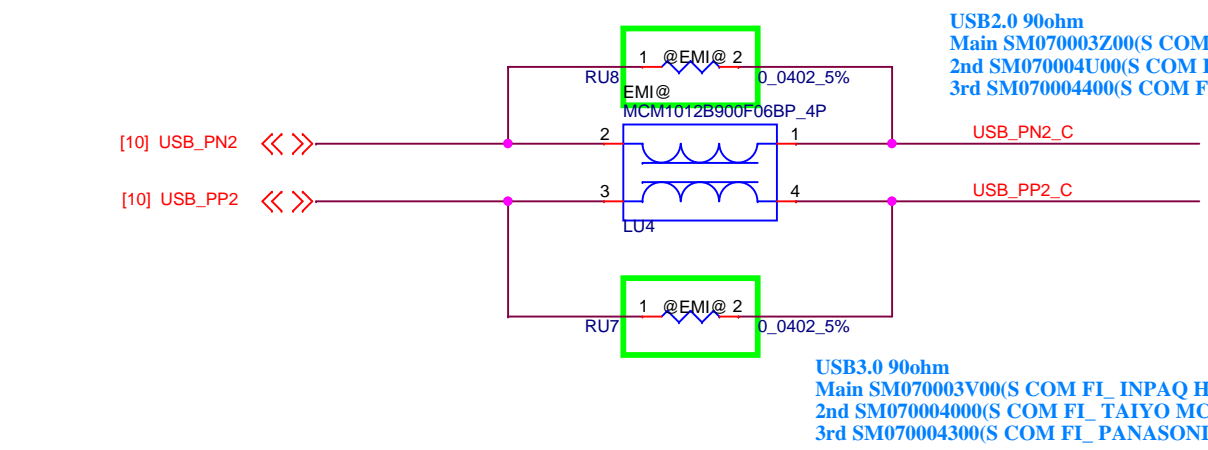 USB2.0 90ohm
Main SM070003Z00(S COM
2nd SM070004U00(S COM
3rd SM070004400(S COM F
1 @EMI@ 2
RU8 0_0402_5%
EMI@
MCM1012B900F06BP_4P
[10] USB_PN2 2 1 USB_PN2_C
[10] USB_PP2 3 4 USB_PP2_C
LU4
1 @EMI@ 2
RU7 0_0402_5%
USB3.0 90ohm
Main SM070003V00(S COM FI_ INPAQ H
2nd SM070004000(S COM FI_ TAIYO MC
3rd SM070004300(S COM FI_ PANASONI